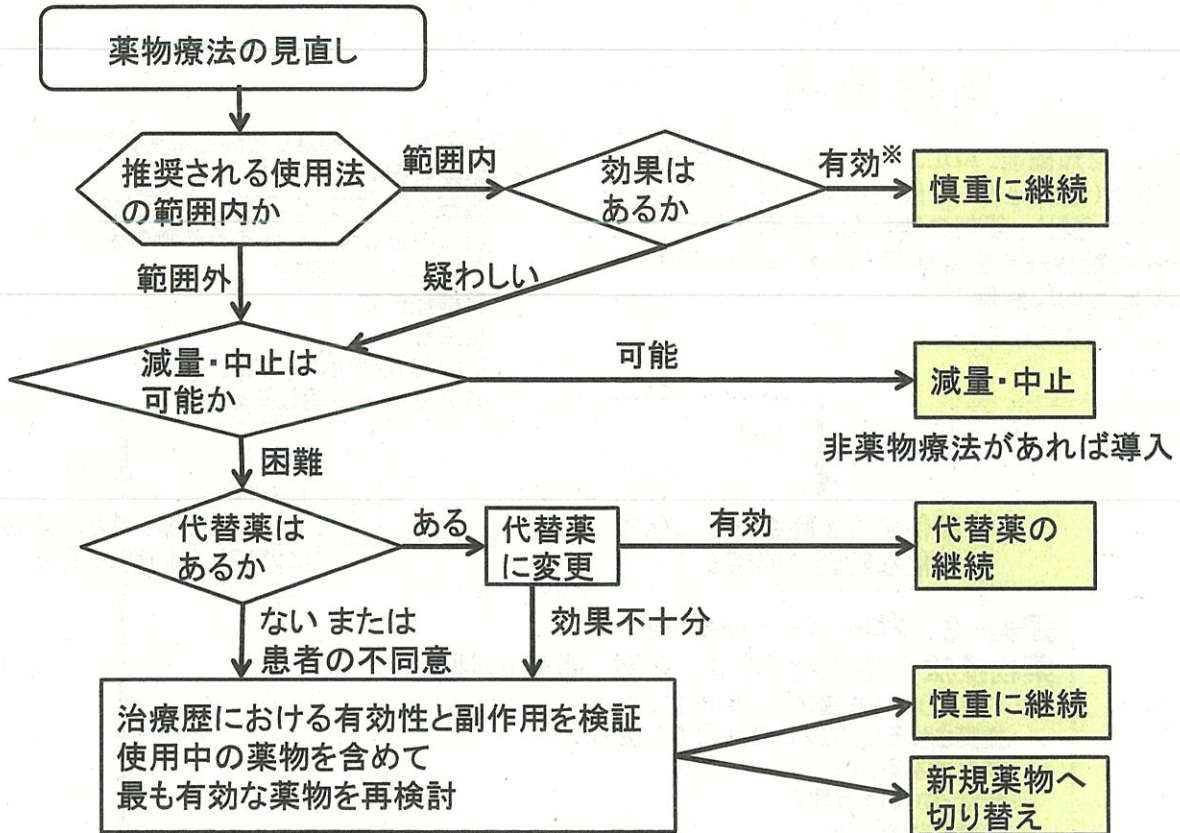 薬物療法の見直し
推奨される使用法
の範囲内か
範囲内
効果は
あるか
有効※
慎重に継続
範囲外
疑わしい
減量・中止は
可能か
可能
減量・中止
非薬物療法があれば導入
困難
代替薬は
あるか
ある
代替薬
に変更
有効
代替薬の
継続
ない または
患者の不同意
効果不十分
治療歴における有効性と副作用を検証
使用中の薬物を含めて
最も有効な薬物を再検討
慎重に継続
新規薬物へ
切り替え